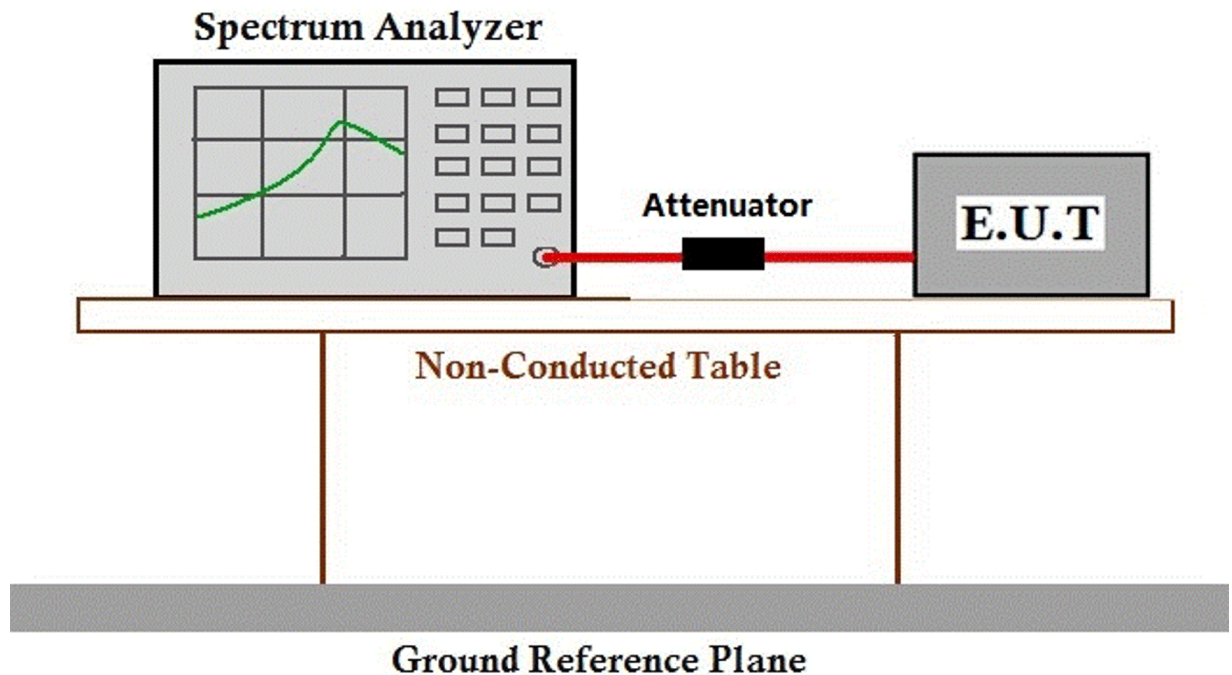 Spectrum Analyzer
Attenuator
E.U.T
Non-Conducted Table
Ground Reference Plane